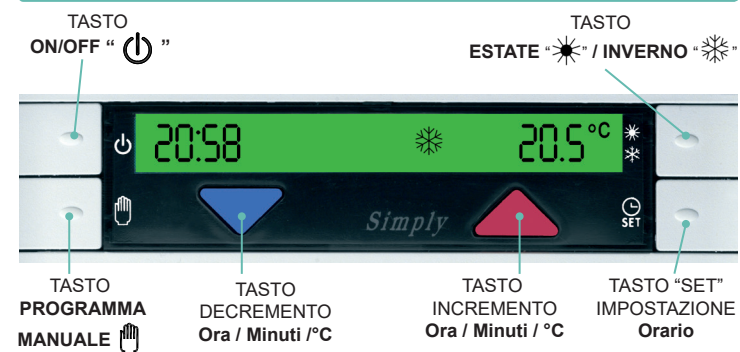 TASTO
ON/OFF “ ”
TASTO
ESTATE “ ” / INVERNO “ ”
20:58
20.5°C
Simply
SET
TASTO
PROGRAMMA
MANUALE
TASTO
DECREMENTO
Ora / Minuti /°C
TASTO
INCREMENTO
Ora / Minuti / °C
TASTO “SET”
IMPOSTAZIONE
Orario